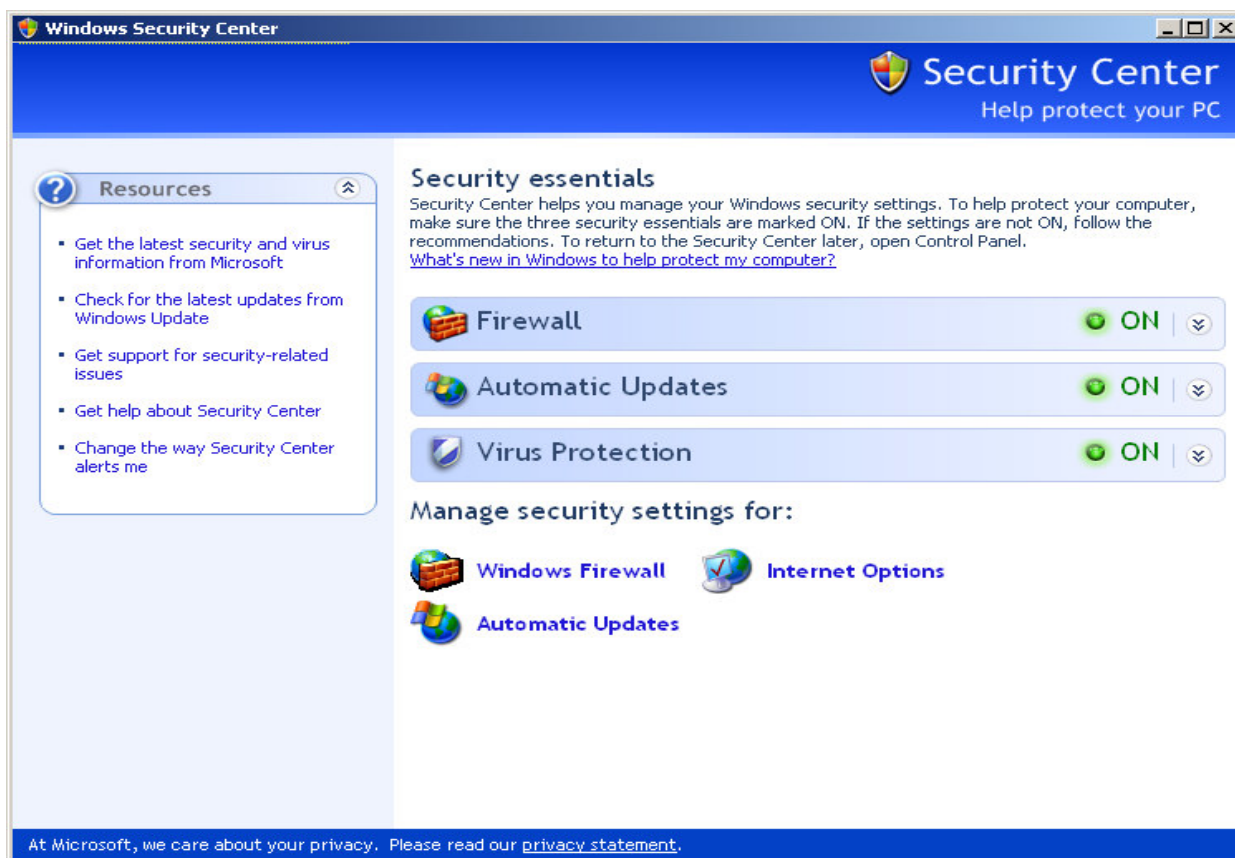 Windows Security Center
Security Center
Help protect your PC
Resources
Get the latest security and virus
information from Microsoft
Check for the latest updates from
Windows Update
Get support for security-related
issues
Get help about Security Center
Change the way Security Center
alerts me
Security essentials
Security Center helps you manage your Windows security settings. To help protect your computer,
make sure the three security essentials are marked ON. If the settings are not ON, follow the
recommendations. To return to the Security Center later, open Control Panel.
What's new in Windows to help protect my computer?
Firewall ON
Automatic Updates ON
Virus Protection ON
Manage security settings for:
Windows Firewall Internet Options
Automatic Updates
At Microsoft, we care about your privacy. Please read our privacy statement.